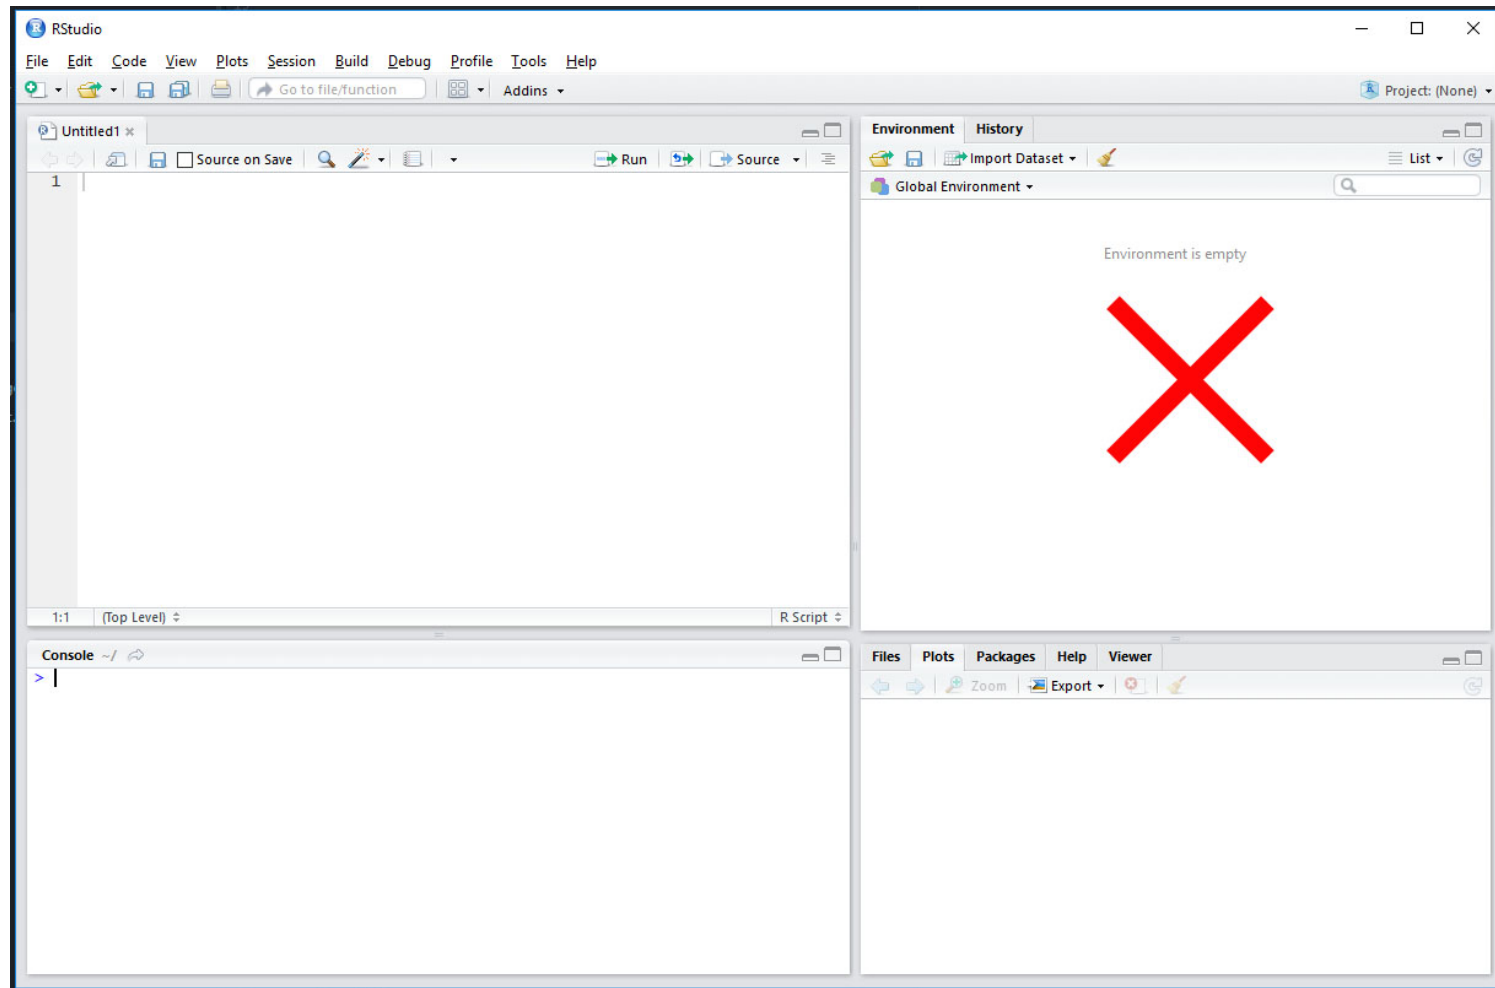 RStudio
File Edit Code View Plots Session Build Debug Profile Tools Help
Go to file/function Addins Project: (None)
Untitled1
Source on Save Run Source
1
1:1 (Top Level) R Script
Console ~/
>
Environment History
Import Dataset List
Global Environment
Environment is empty
Files Plots Packages Help Viewer
Zoom Export